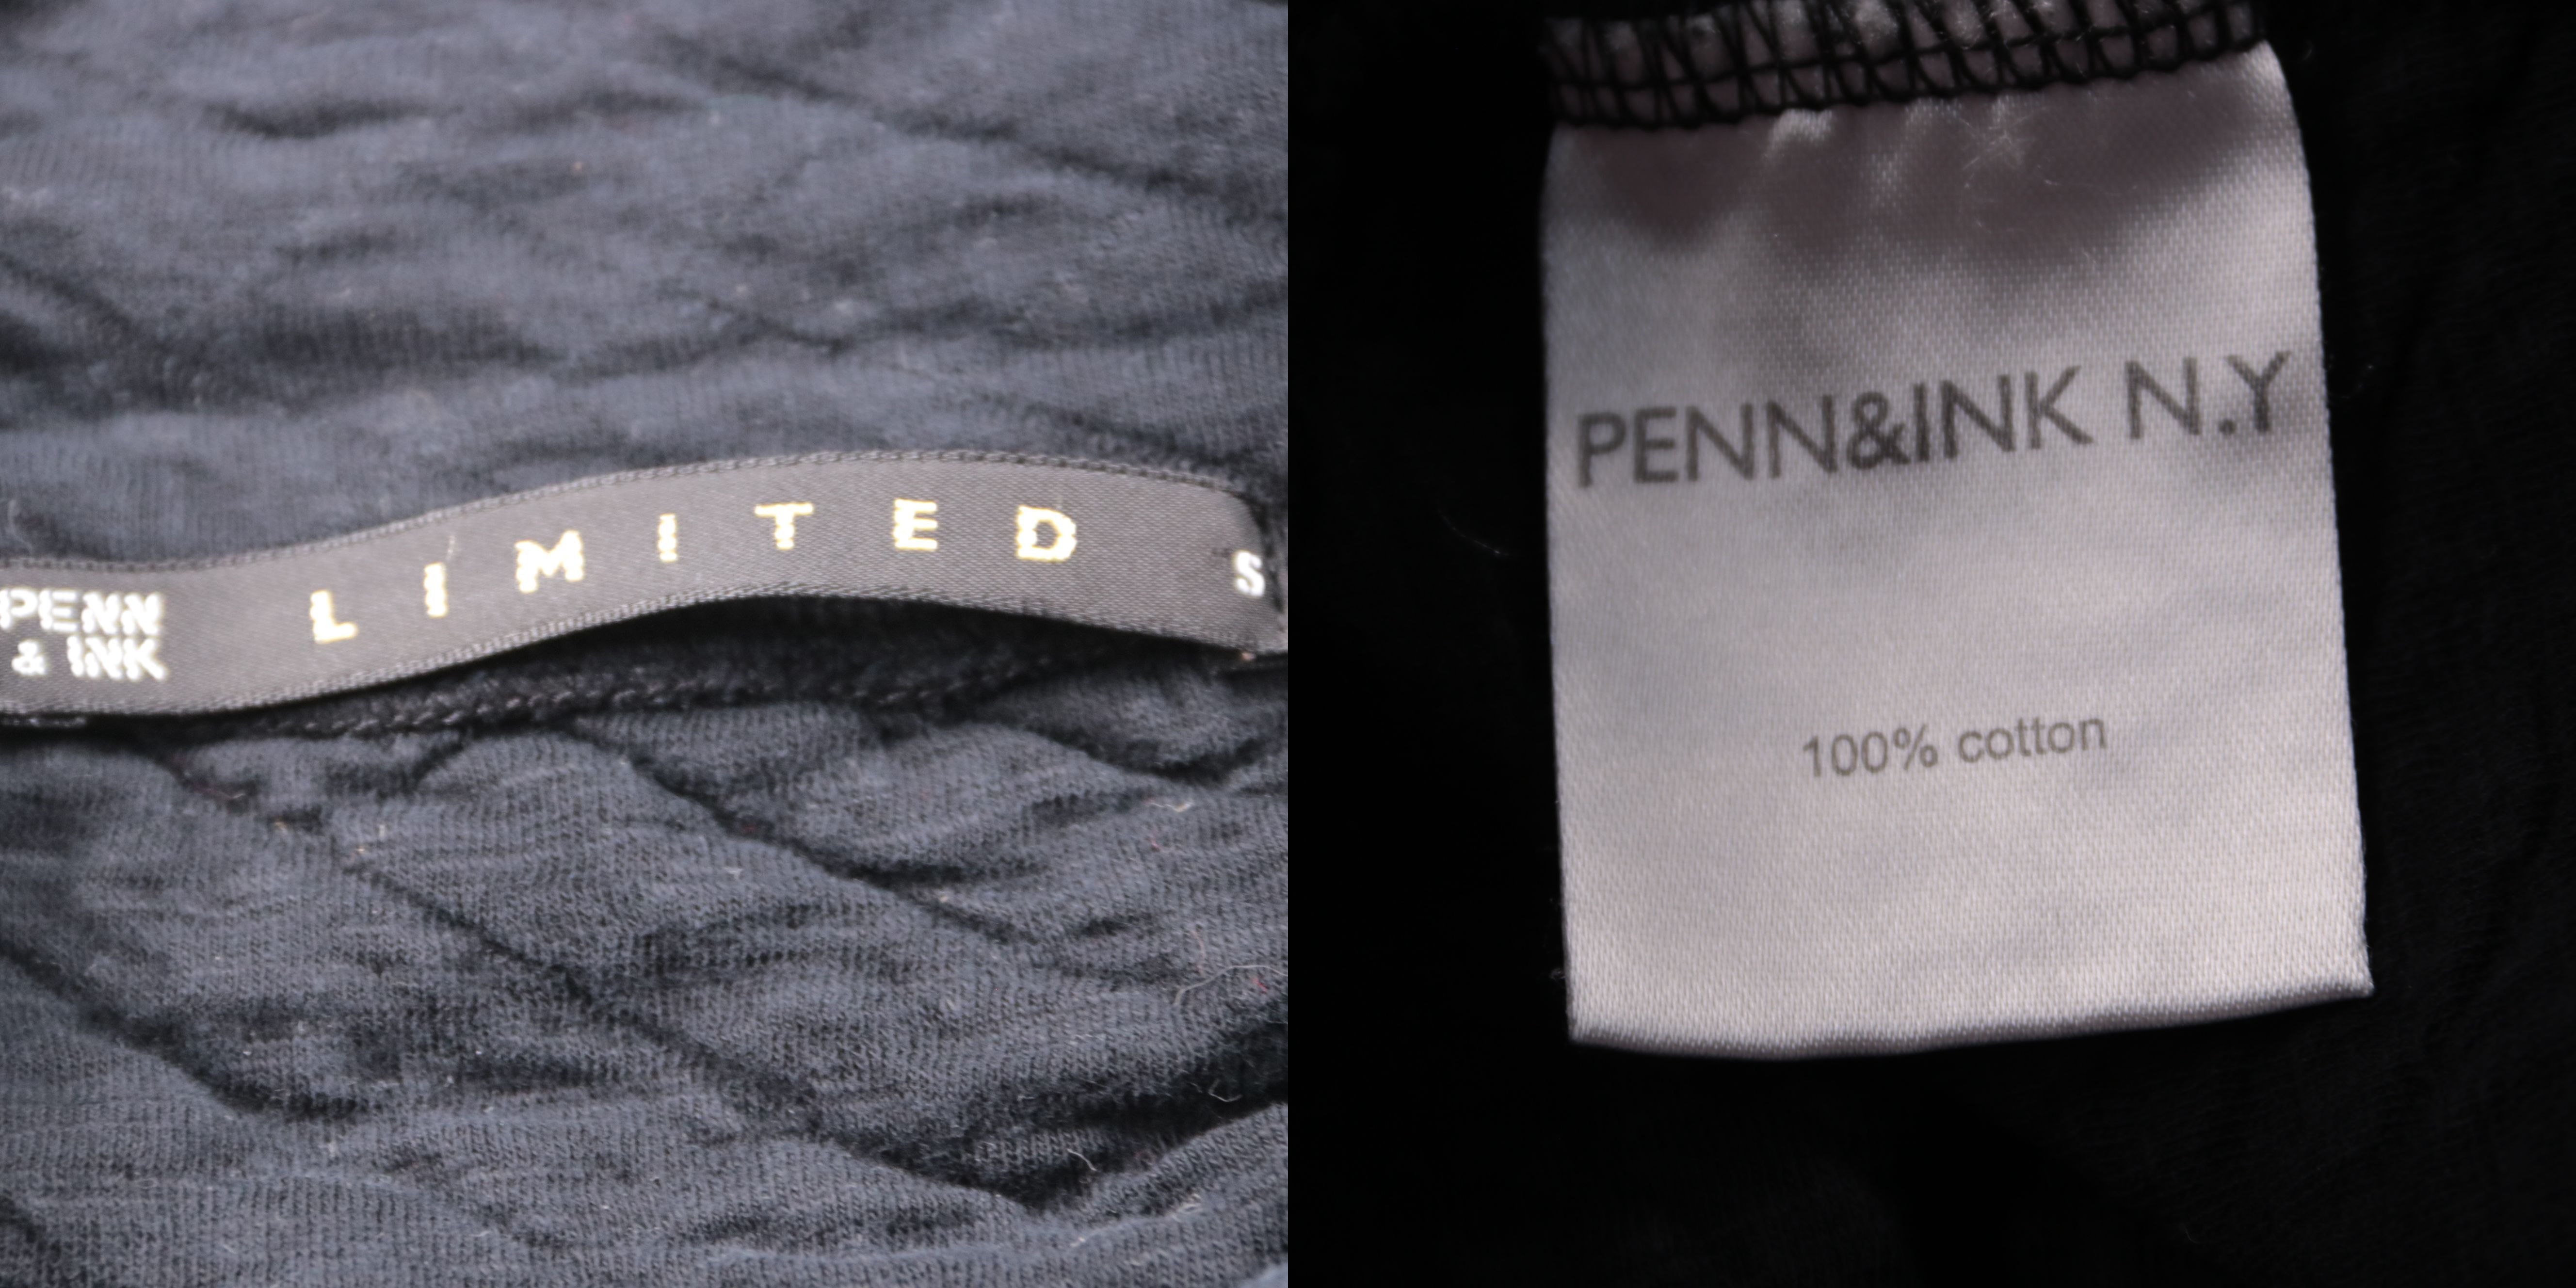 PENN
& INK
LIMITED
S
PENN&INK N.Y
100% cotton